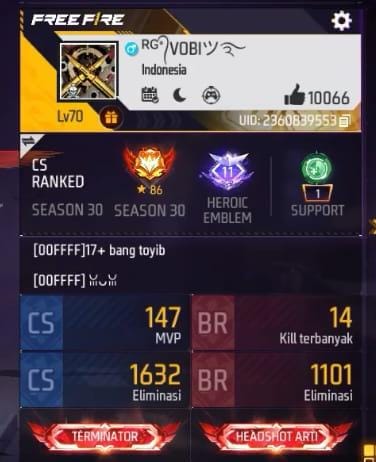 FREE FIRE
RG°᭄VOBIツ࿐
Indonesia
10066
Lv70
UID: 2360839553
CS
RANKED
86
11
1
SEASON 30
SEASON 30
HEROIC
EMBLEM
SUPPORT
[00FFFF]17+ bang toyib
[00FFFF]
CS
147
MVP
BR
14
Kill terbanyak
CS
1632
Eliminasi
BR
1101
Eliminasi
TERMINATOR
HEADSHOT ARTI